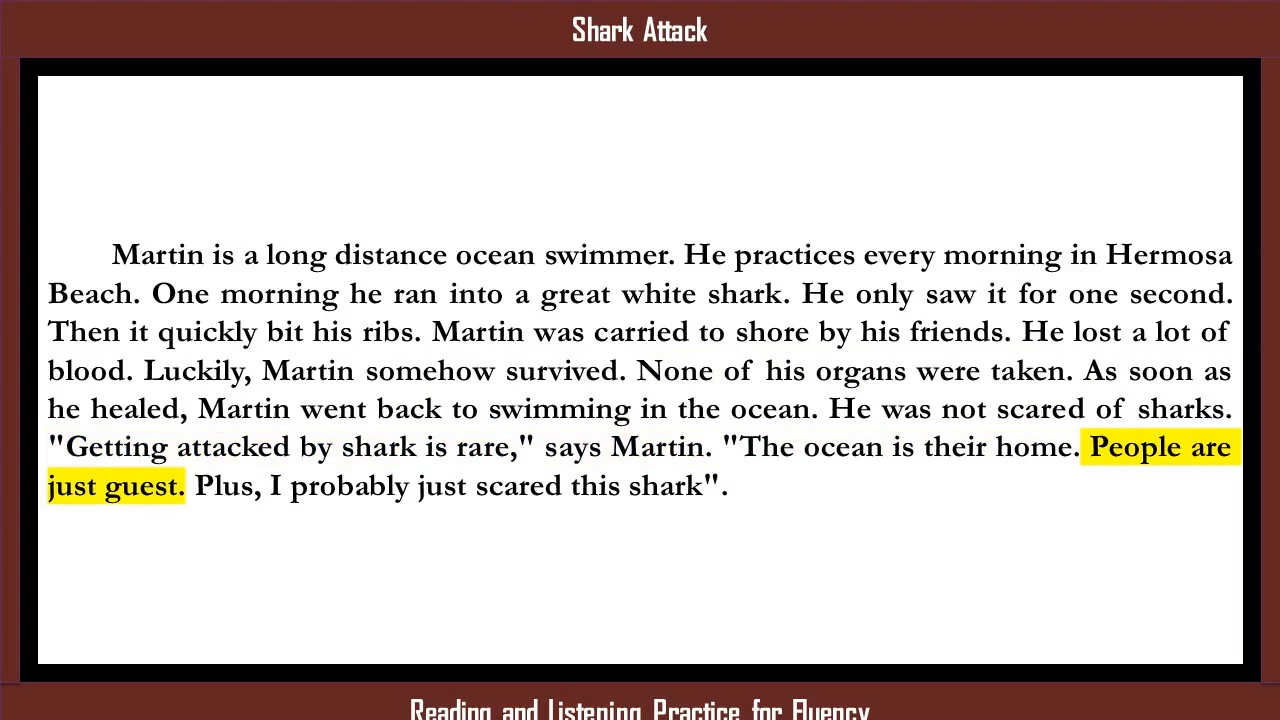 Shark Attack
Martin is a long distance ocean swimmer. He practices every morning in Hermosa
Beach. One morning he ran into a great white shark. He only saw it for one second.
Then it quickly bit his ribs. Martin was carried to shore by his friends. He lost a lot of
blood. Luckily, Martin somehow survived. None of his organs were taken. As soon as
he healed, Martin went back to swimming in the ocean. He was not scared of sharks.
"Getting attacked by shark is rare," says Martin. "The ocean is their home. People are
just guest. Plus, I probably just scared this shark".
Reading and Listening Practice for Fluency